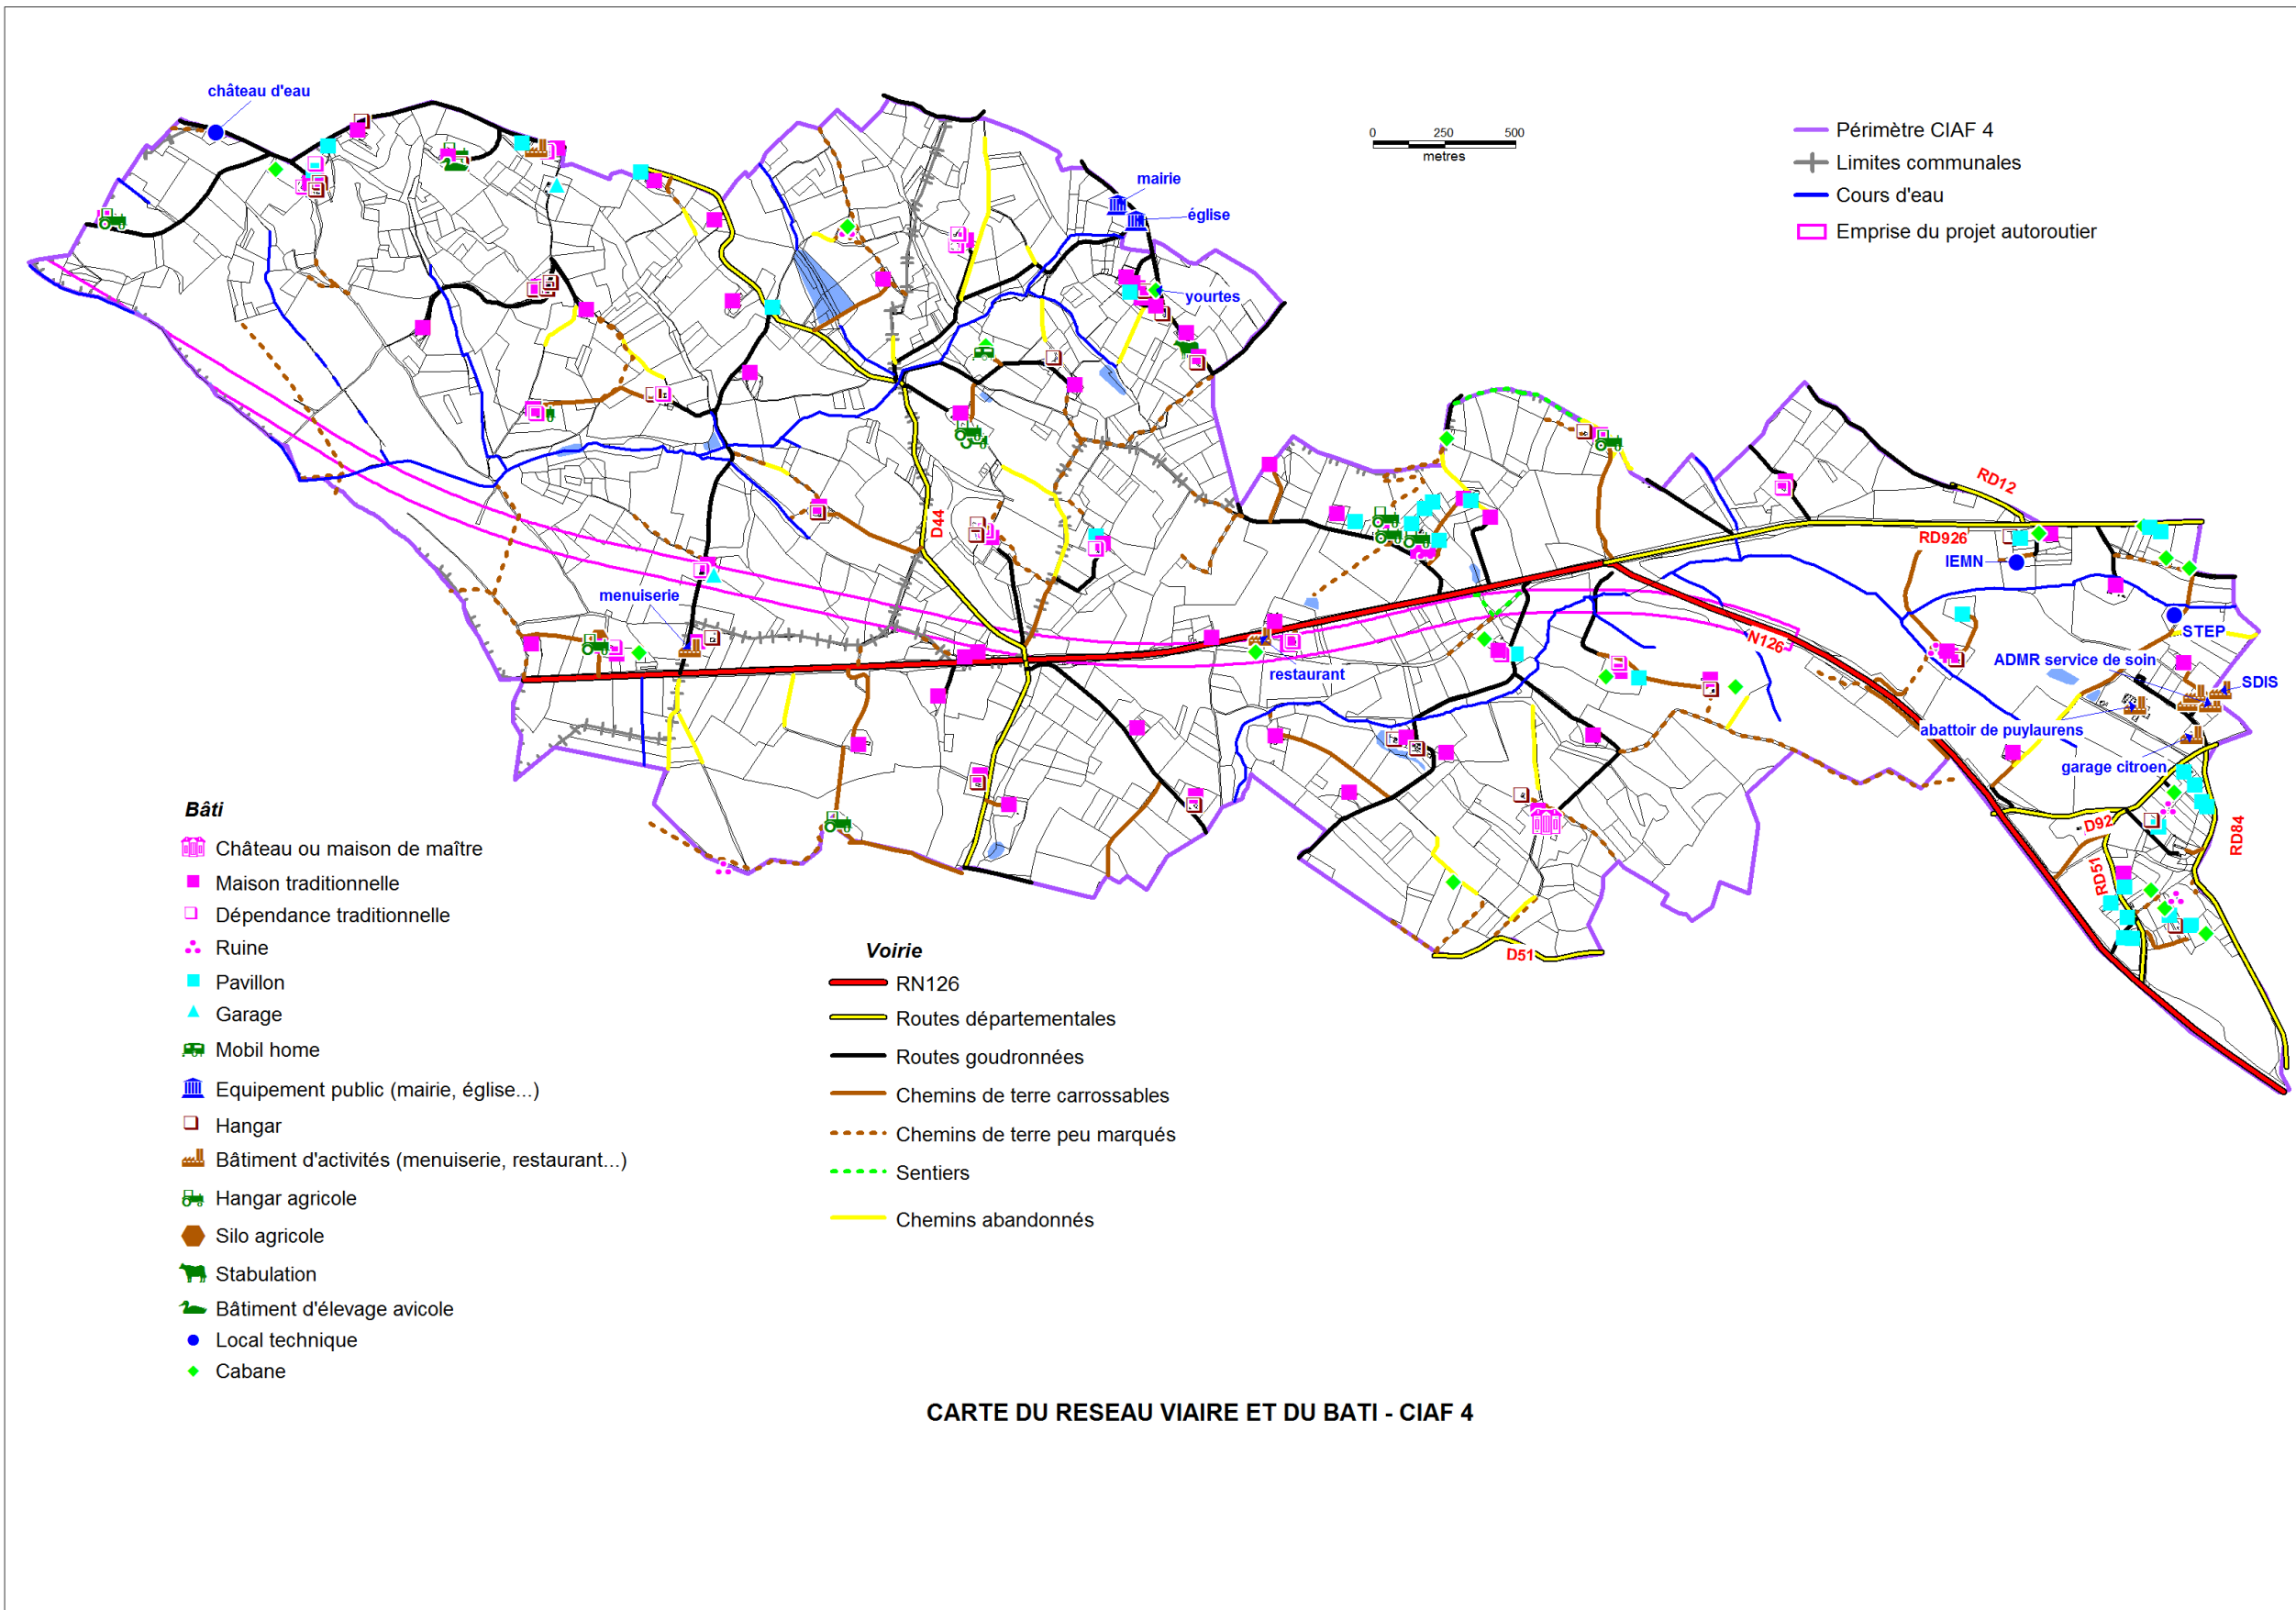 château d'eau
0 250 500
metres
Périmètre CIAF 4
Limites communales
Cours d'eau
Emprise du projet autoroutier
mairie
église
yourtes
RD12
D44
RD926
IEMN
menuiserie
STEP
N126
ADMR service de soin
restaurant
SDIS
abattoir de puylaurens
garage citroen
D92
RD84
RD51
D51
Bâti
Château ou maison de maître
Maison traditionnelle
Dépendance traditionnelle
Ruine
Pavillon
Garage
Mobil home
Equipement public (mairie, église...)
Hangar
Bâtiment d'activités (menuiserie, restaurant...)
Hangar agricole
Silo agricole
Stabulation
Bâtiment d'élevage avicole
Local technique
Cabane
Voirie
RN126
Routes départementales
Routes goudronnées
Chemins de terre carrossables
Chemins de terre peu marqués
Sentiers
Chemins abandonnés
CARTE DU RESEAU VIAIRE ET DU BATI - CIAF 4